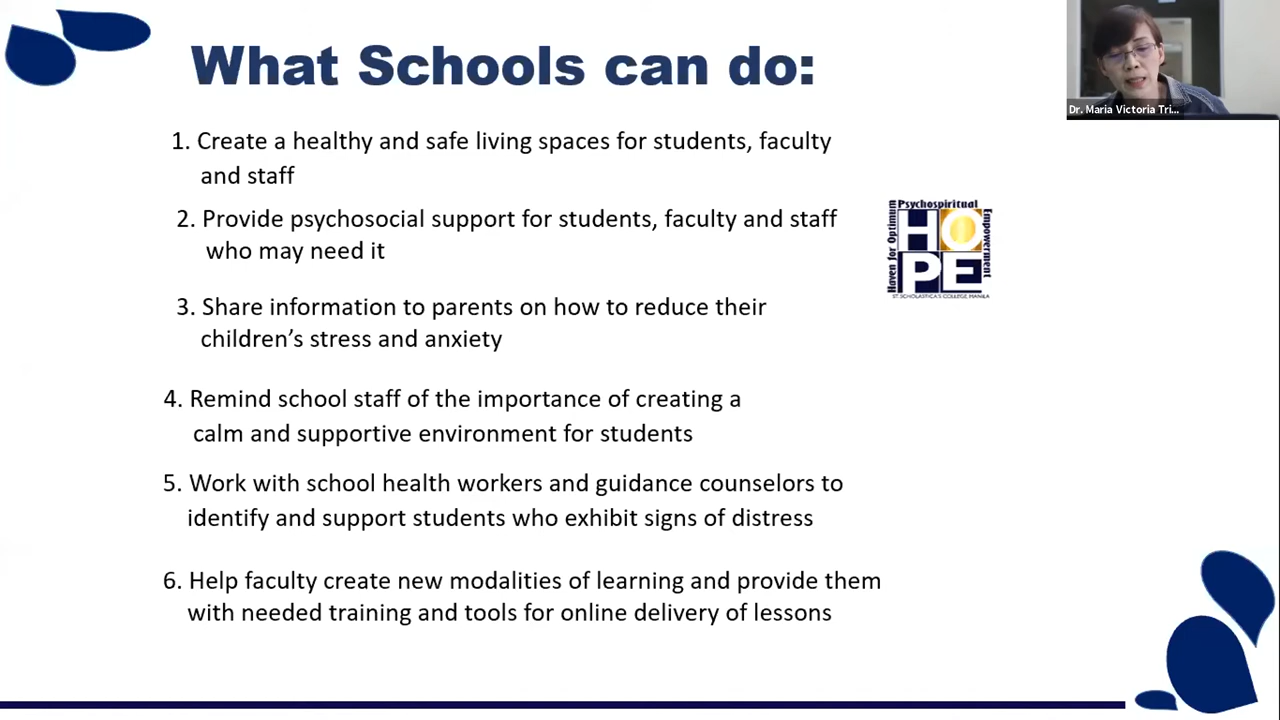 What Schools can do:
Dr. Maria Victoria Tri...
1. Create a healthy and safe living spaces for students, faculty
and staff
2. Provide psychosocial support for students, faculty and staff
who may need it
Psychospiritual
Haven for Optimum
HOPE
Empowerment
ST. SCHOLASTICA'S COLLEGE, MANILA
3. Share information to parents on how to reduce their
children’s stress and anxiety
4. Remind school staff of the importance of creating a
calm and supportive environment for students
5. Work with school health workers and guidance counselors to
identify and support students who exhibit signs of distress
6. Help faculty create new modalities of learning and provide them
with needed training and tools for online delivery of lessons